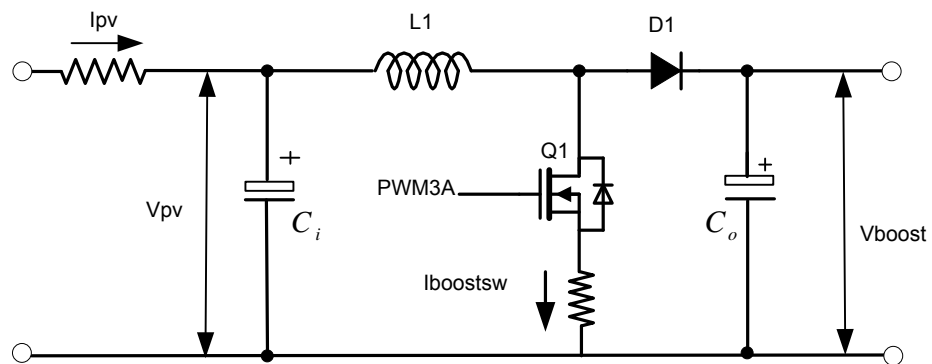 Ipv
L1
D1
Q1
+
+
PWM3A
Vpv
C i
C o
Vboost
Iboostsw